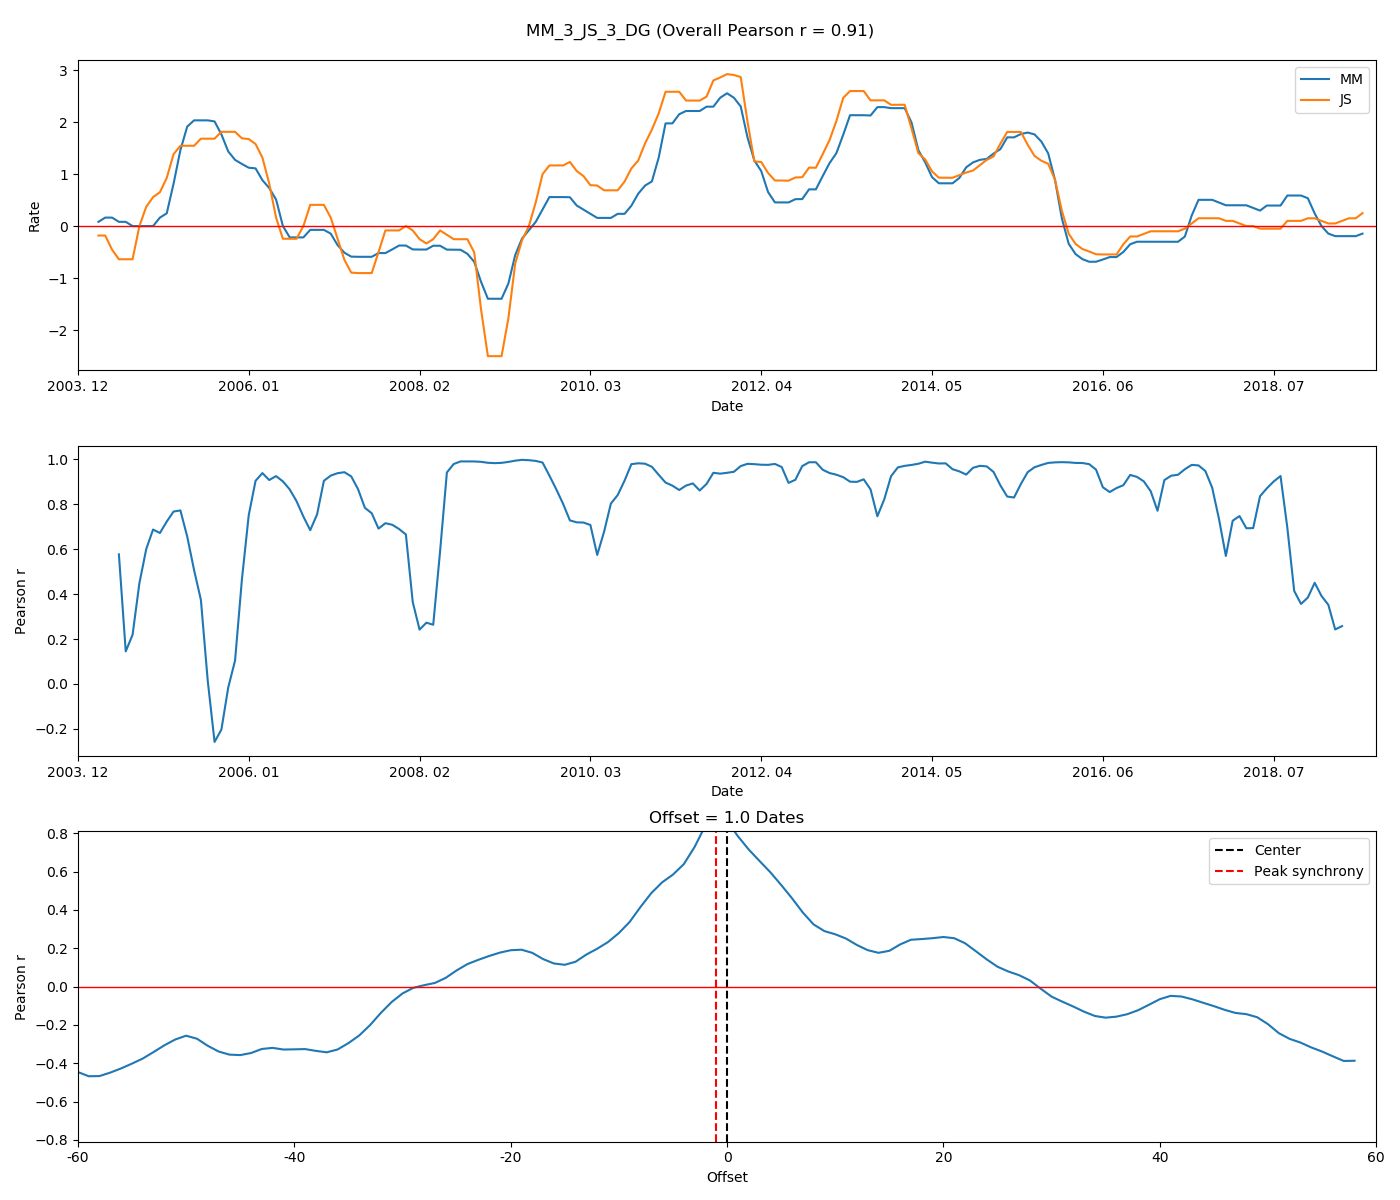 MM_3_JS_3_DG (Overall Pearson r = 0.91)
3
2
1
0
−1
−2
Rate
MM
JS
2003. 12 2006. 01 2008. 02 2010. 03 2012. 04 2014. 05 2016. 06 2018. 07
Date
1.0
0.8
0.6
0.4
0.2
0.0
−0.2
Pearson r
2003. 12 2006. 01 2008. 02 2010. 03 2012. 04 2014. 05 2016. 06 2018. 07
Date
Offset = 1.0 Dates
0.8
0.6
0.4
0.2
0.0
−0.2
−0.4
−0.6
−0.8
Pearson r
Center
Peak synchrony
-60 -40 -20 0 20 40 60
Offset